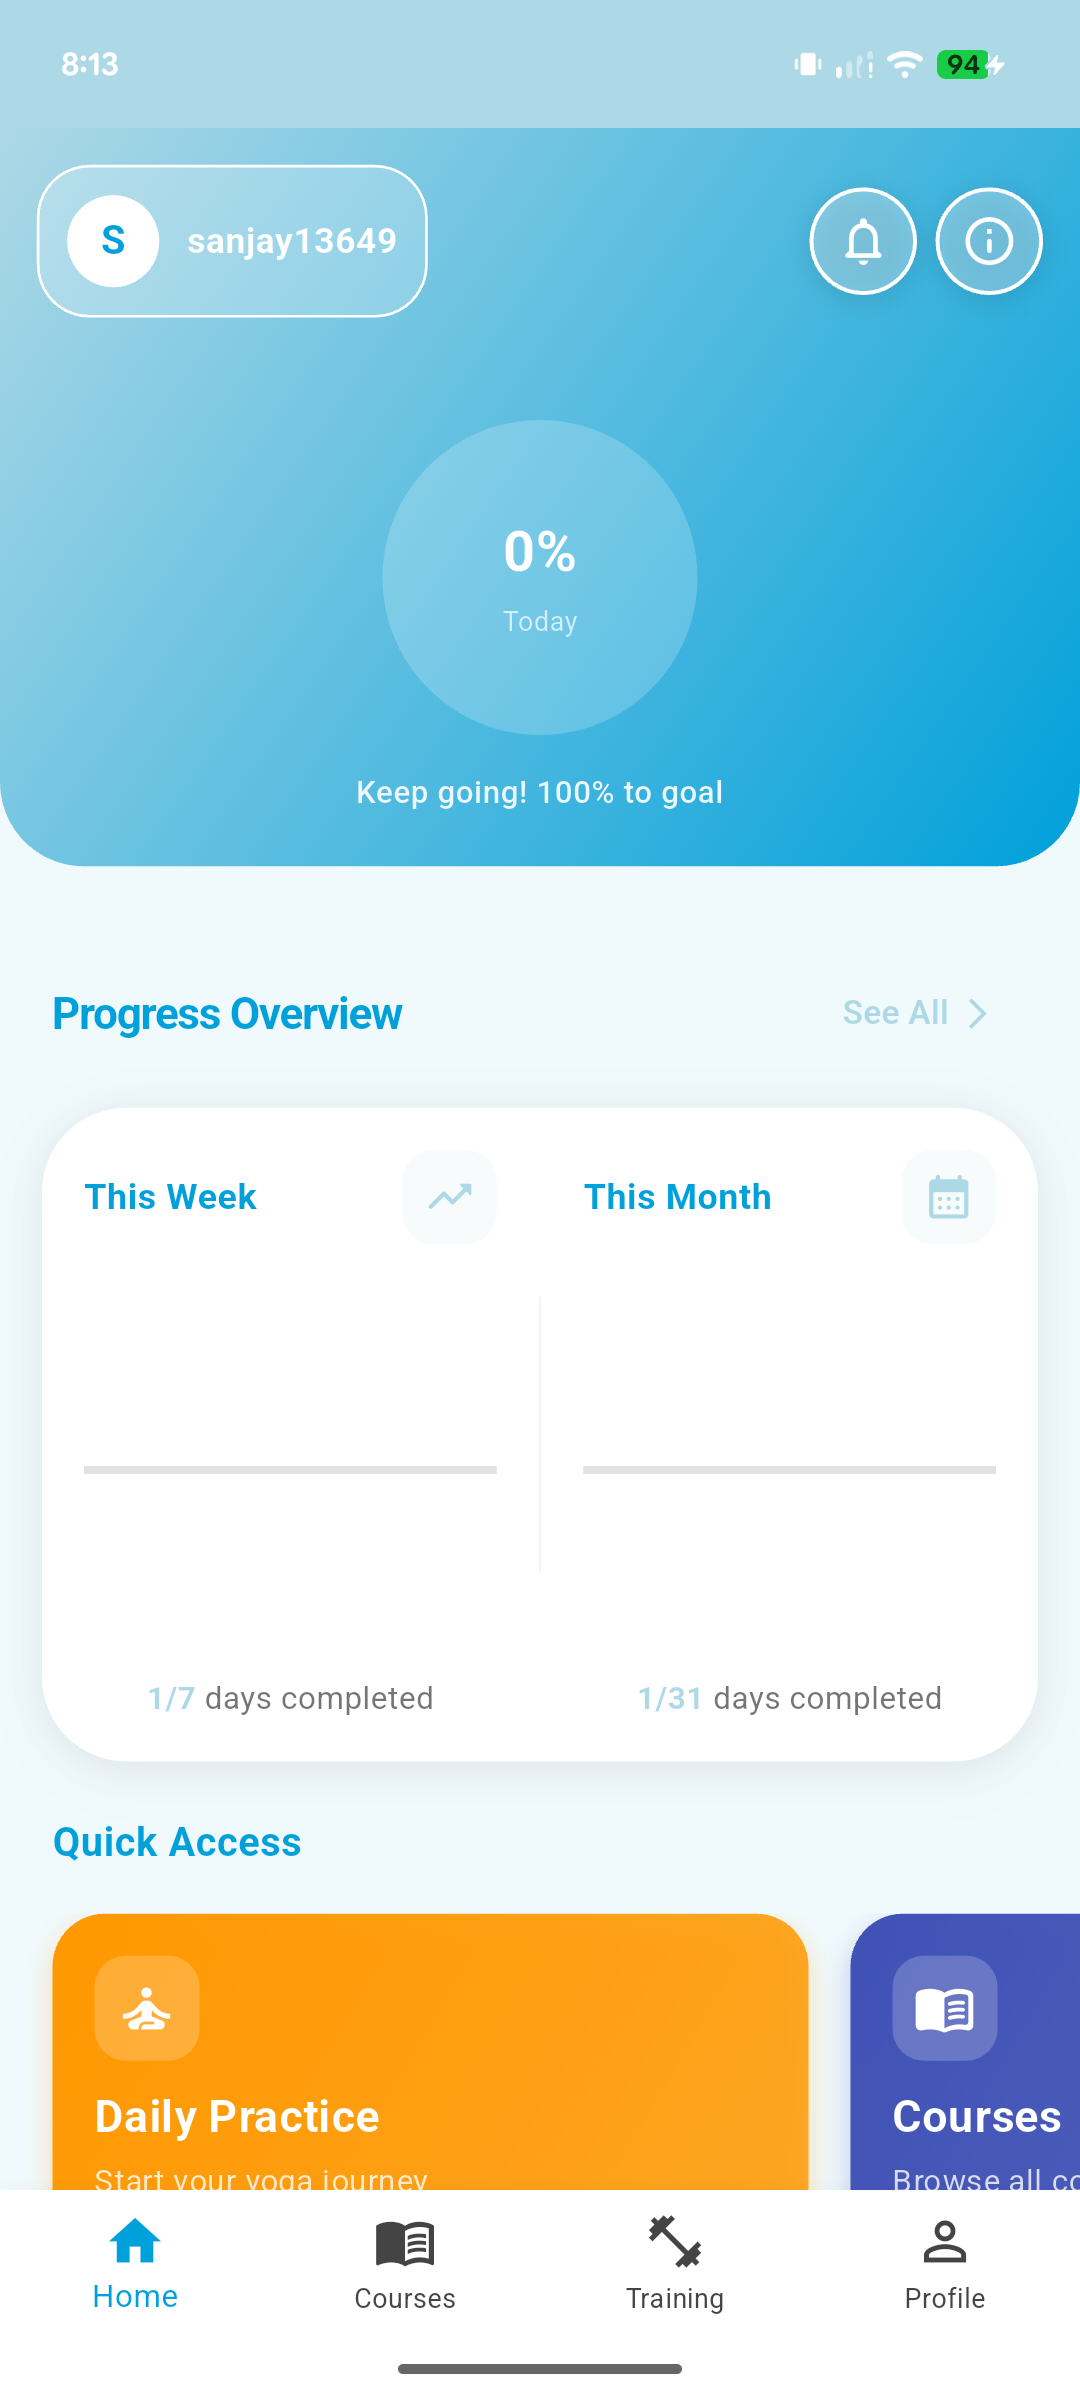 8:13
94
S
sanjay13649
0%
Today
Keep going! 100% to goal
Progress Overview
See All
This Week
This Month
1/7 days completed
1/31 days completed
Quick Access
Daily Practice
Start your yoga journey
Courses
Browse all co
Home
Courses
Training
Profile